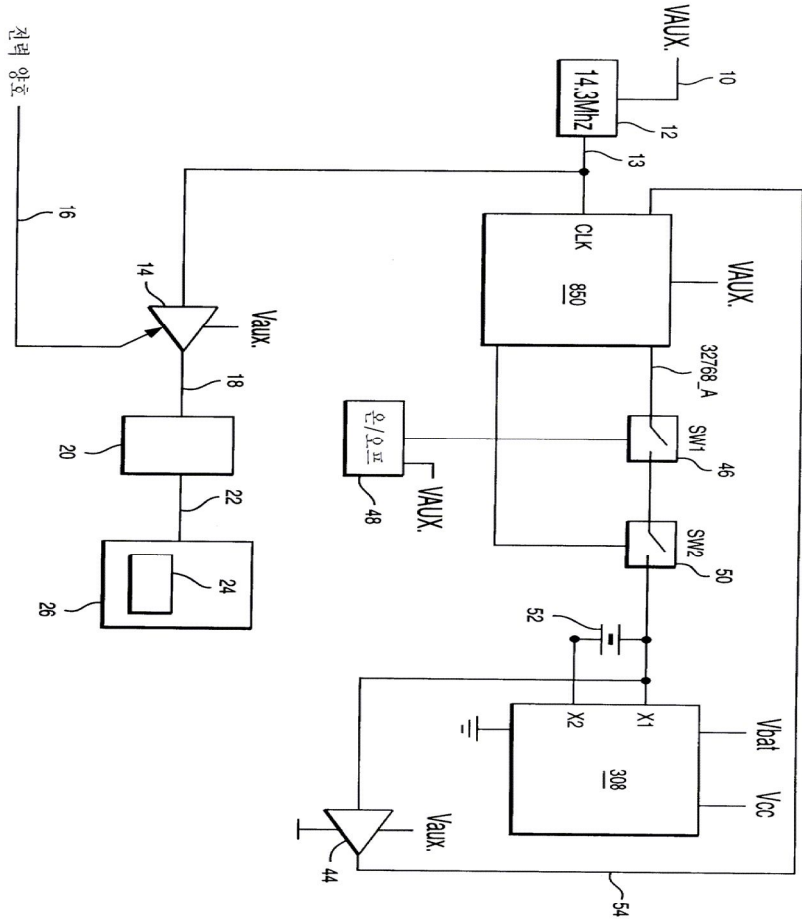 VAUX.
10
14.3Mhz
12
13
CLK
850
VAUX.
32768_A
SW1
46
SW2
50
52
X1
X2
308
Vbat
Vcc
Vaux.
44
54
온/오프
48
VAUX.
전력 양호
16
14
Vaux.
18
20
22
24
26